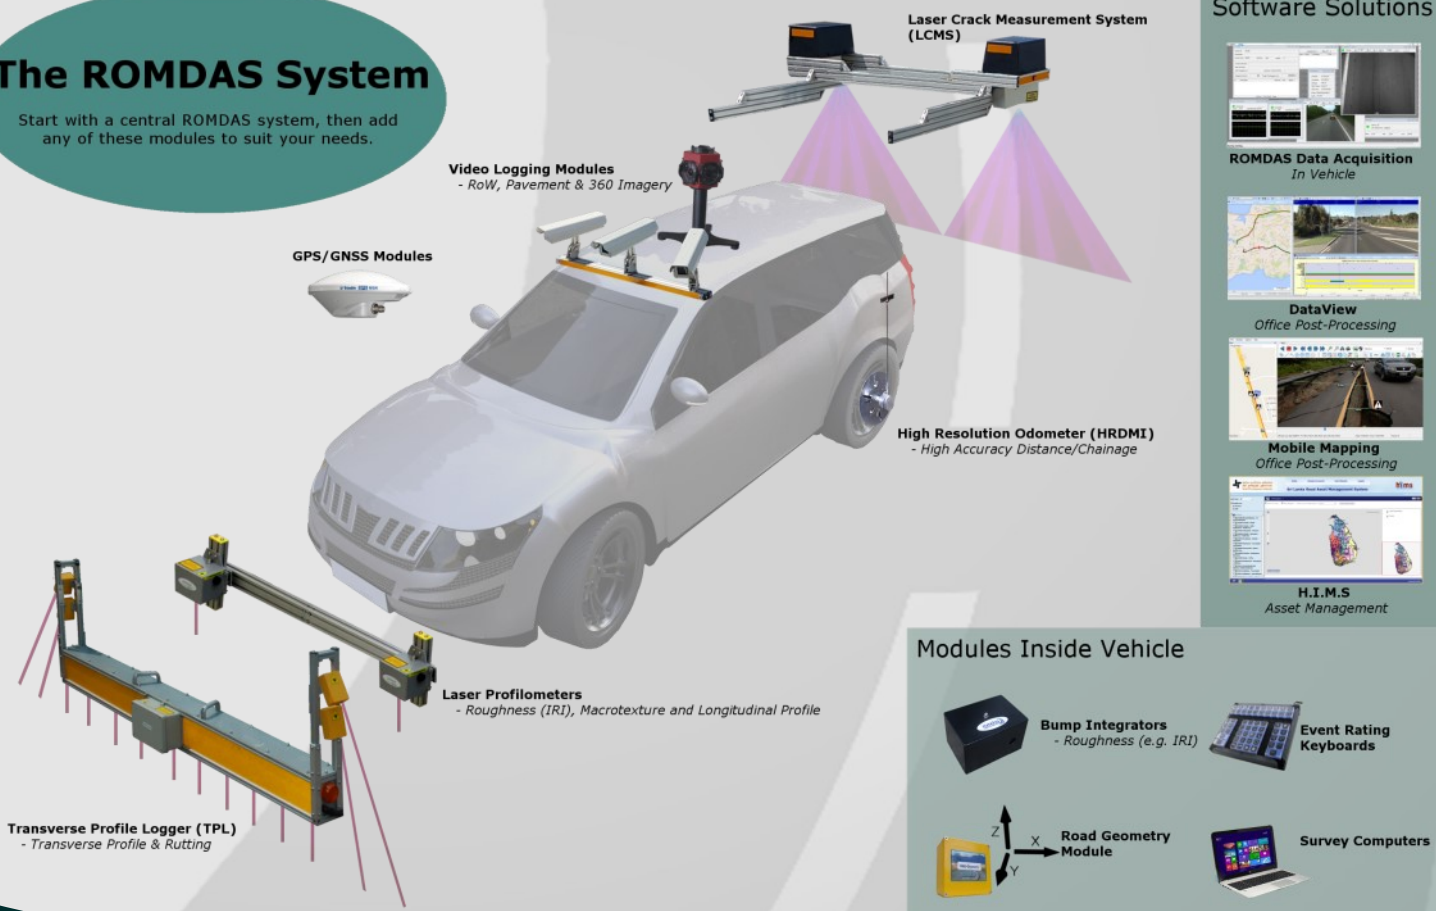 The ROMDAS System
Start with a central ROMDAS system, then add
any of these modules to suit your needs.
Laser Crack Measurement System
(LCMS)
Video Logging Modules
- RoW, Pavement & 360 Imagery
GPS/GNSS Modules
High Resolution Odometer (HRDMI)
- High Accuracy Distance/Chainage
Laser Profilometers
- Roughness (IRI), Macrotexture and Longitudinal Profile
Transverse Profile Logger (TPL)
- Transverse Profile & Rutting
Software Solutions
ROMDAS Data Acquisition
In Vehicle
DataView
Office Post-Processing
Mobile Mapping
Office Post-Processing
H.I.M.S
Asset Management
Modules Inside Vehicle
Bump Integrators
- Roughness (e.g. IRI)
Event Rating
Keyboards
Z
X
Y
Road Geometry
Module
Survey Computers